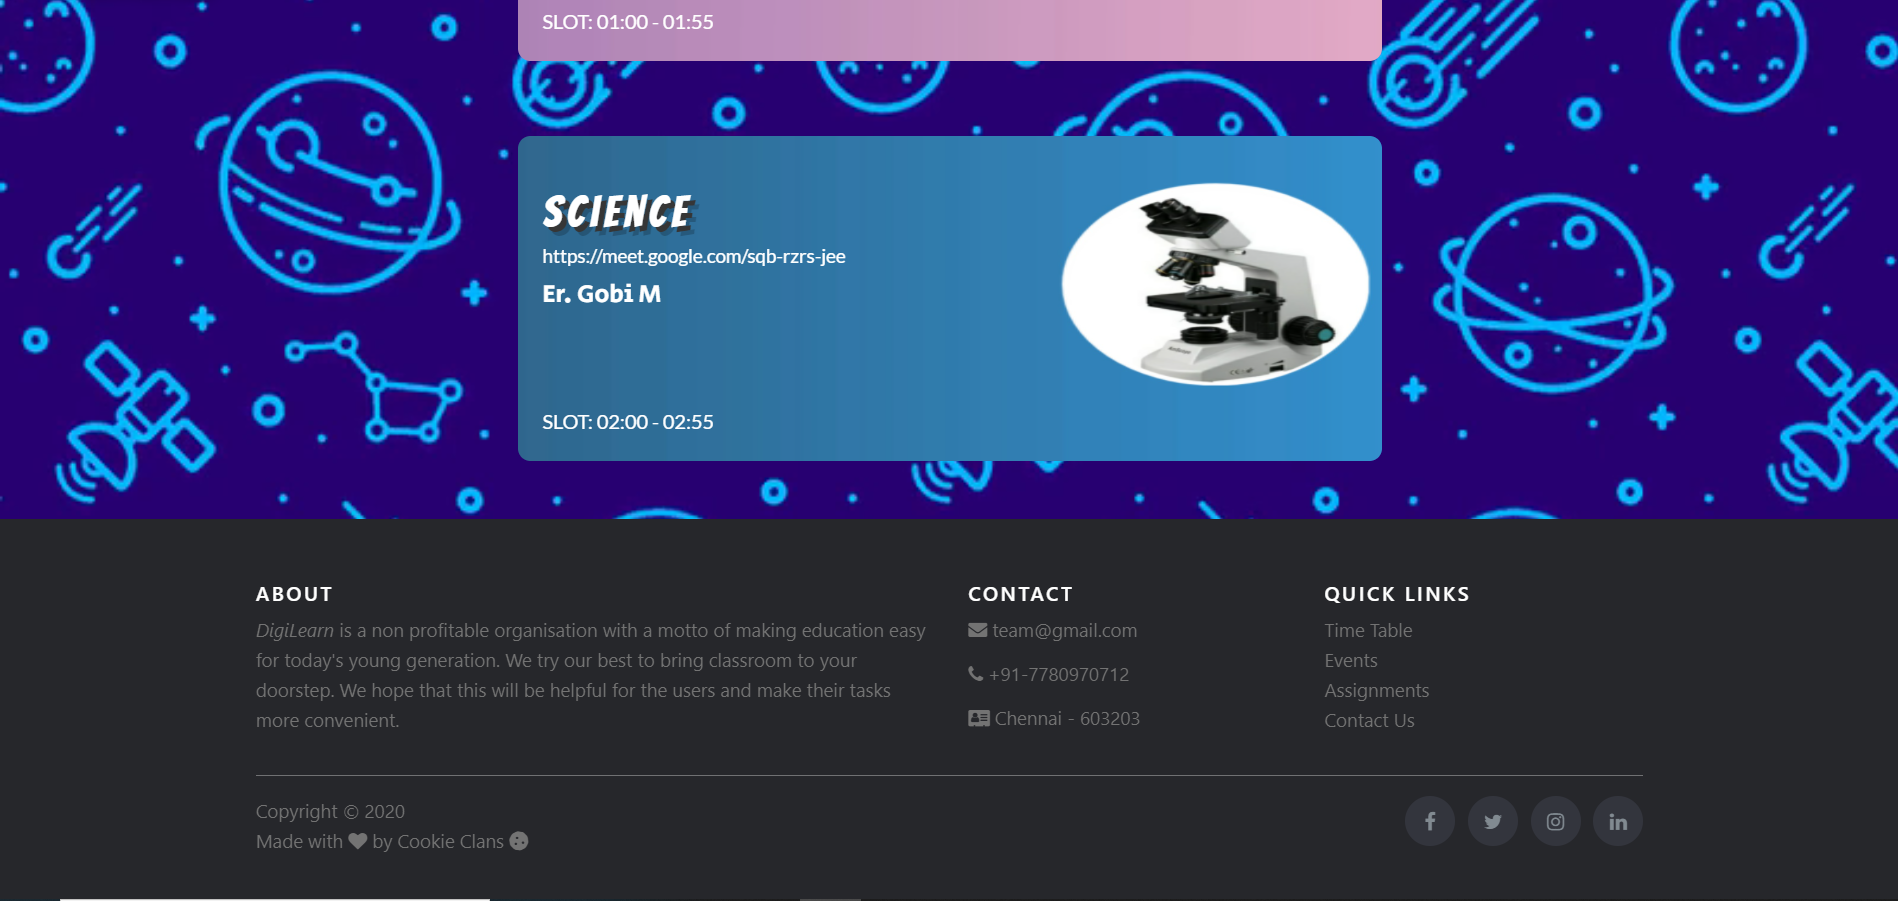 SLOT: 01:00 - 01:55
SCIENCE
https://meet.google.com/sqb-rzrs-jee
Er. Gobi M
SLOT: 02:00 - 02:55
ABOUT
DigiLearn is a non profitable organisation with a motto of making education easy
for today's young generation. We try our best to bring classroom to your
doorstep. We hope that this will be helpful for the users and make their tasks
more convenient.
CONTACT
team@gmail.com
+91-7780970712
Chennai - 603203
QUICK LINKS
Time Table
Events
Assignments
Contact Us
Copyright © 2020
Made with ♥ by Cookie Clans 🍪